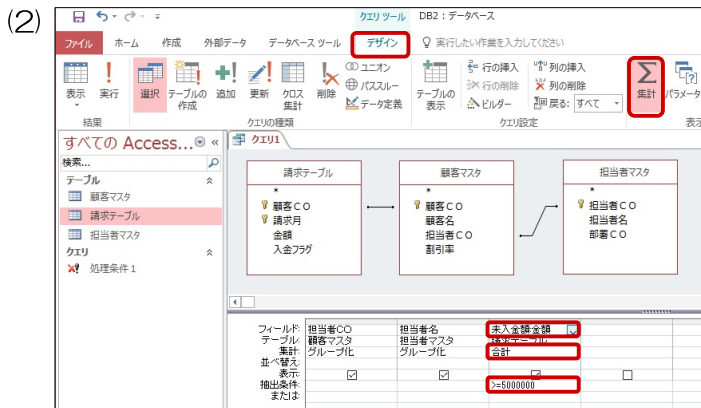 (2)
クエリ ツール DB2：データベース
ファイル ホーム 作成 外部データ データベース ツール デザイン 実行したい作業を入力してください
表示 実行 選択 テーブルの作成 追加 更新 クロス集計 削除 ユニオン パススルー データ定義 テーブルの表示 行の挿入 行の削除 ビルダー 列の挿入 列の削除 戻る: すべて 集計 パラメータ
結果 クエリの種類 クエリ設定 表示
すべての Access... « クエリ1
検索...
テーブル
顧客マスタ
請求テーブル
担当者マスタ
クエリ
処理条件１
請求テーブル
*
顧客ＣＯ
請求月
金額
入金フラグ
顧客マスタ
*
顧客ＣＯ
顧客名
担当者ＣＯ
割引率
担当者マスタ
*
担当者ＣＯ
担当者名
部署ＣＯ
フィールド: 担当者CO 担当者名 未入金額:金額
テーブル: 顧客マスタ 担当者マスタ 請求テーブル
集計: グループ化 グループ化 合計
並べ替え:
表示:
抽出条件: >=5000000
または: